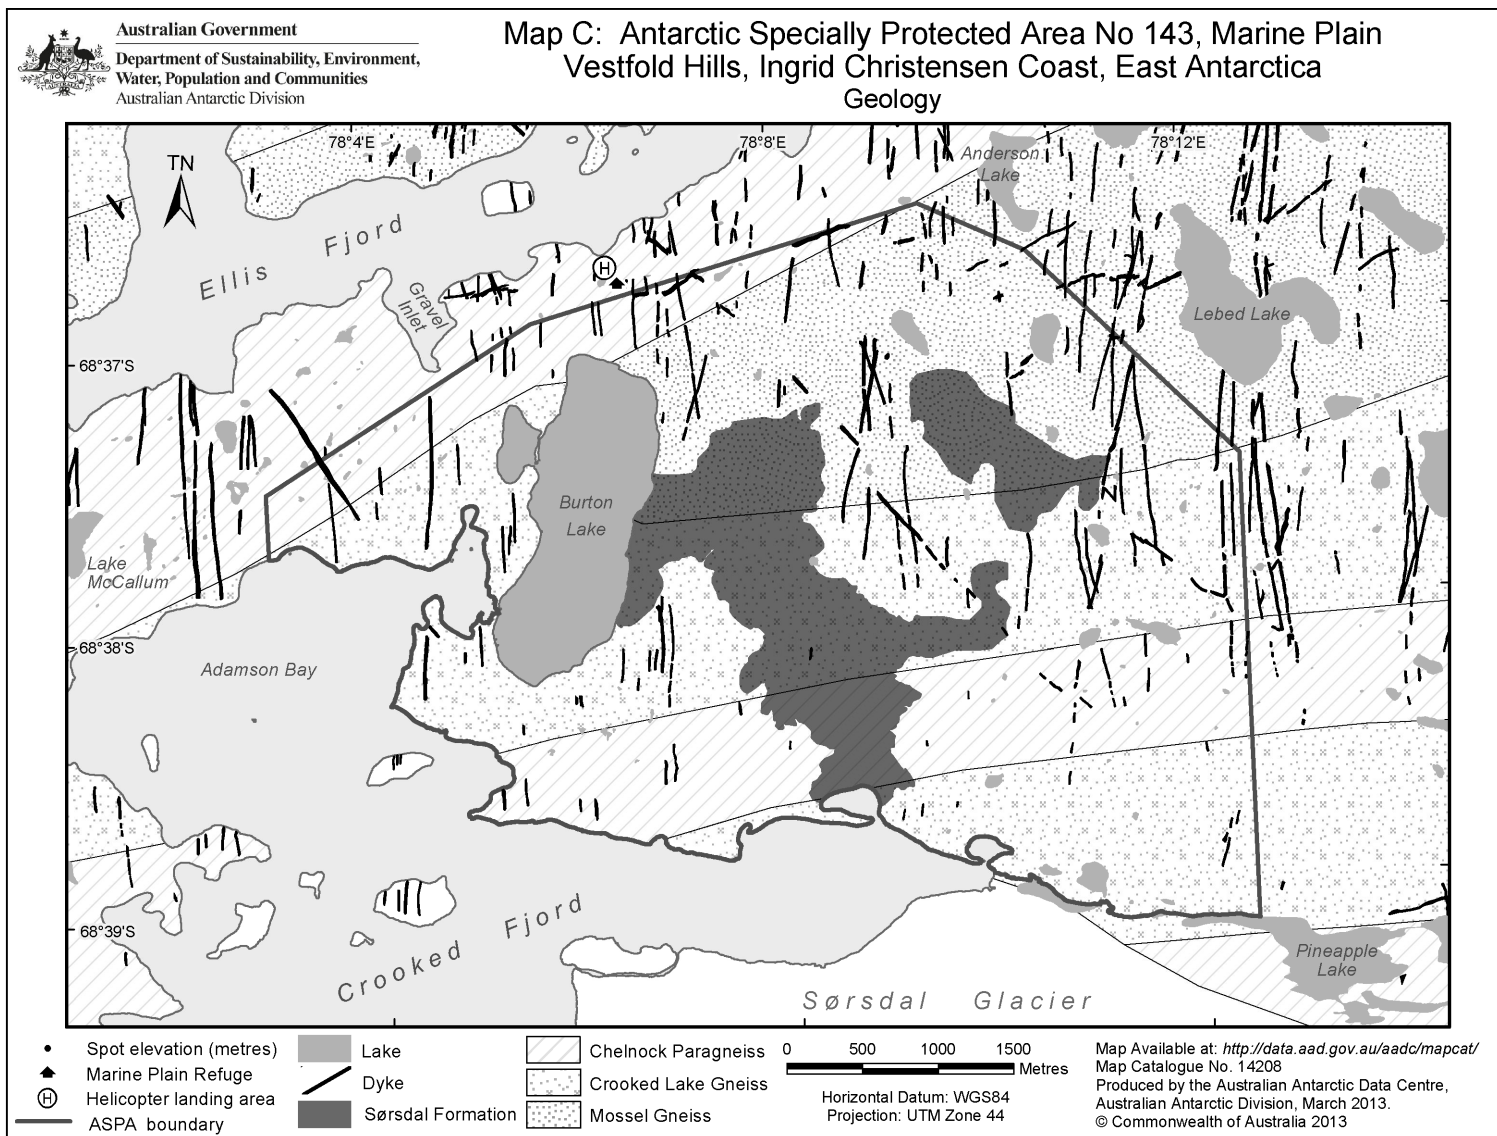 Australian Government
Department of Sustainability, Environment,
Water, Population and Communities
Australian Antarctic Division
Map C: Antarctic Specially Protected Area No 143, Marine Plain
Vestfold Hills, Ingrid Christensen Coast, East Antarctica
Geology
78°4'E
78°8'E
78°12'E
TN
Anderson
Lake
Ellis Fjord
H
Gravel
Inlet
Lebed Lake
68°37'S
Burton
Lake
Lake
McCallum
68°38'S
Adamson Bay
68°39'S
Crooked Fjord
Pineapple
Lake
Sørsdal Glacier
Spot elevation (metres)
Marine Plain Refuge
H Helicopter landing area
ASPA boundary
Lake
Dyke
Sørsdal Formation
Chelnock Paragneiss
Crooked Lake Gneiss
Mossel Gneiss
0 500 1000 1500
Metres
Horizontal Datum: WGS84
Projection: UTM Zone 44
Map Available at: http://data.aad.gov.au/aadc/mapcat/
Map Catalogue No. 14208
Produced by the Australian Antarctic Data Centre,
Australian Antarctic Division, March 2013.
© Commonwealth of Australia 2013